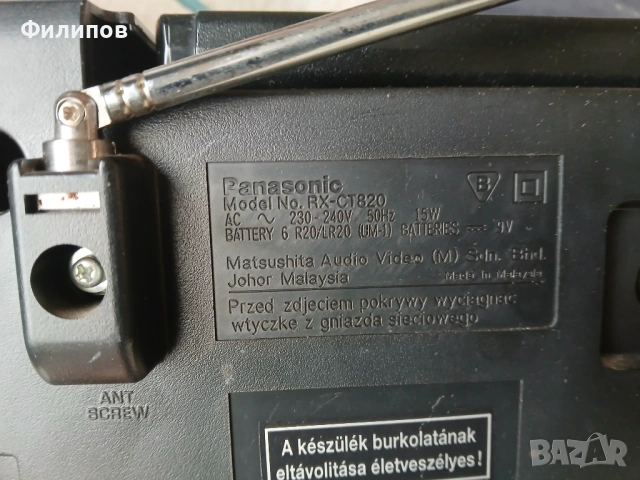 Филипов
Panasonic
Model No. RX-CT820
AC ~ 230-240V 50Hz 15W
BATTERY 6 R20/LR20 (UM-1) BATTERIES ⎓ 9V
B
Matsushita Audio Video (M) Sdn. Bhd.
Johor Malaysia Made in Malaysia
Przed zdjeciem pokrywy wyciagnac
wtyczke z gniazda sieciowego
ANT
SCREW
A készülék burkolatának
eltávolitása életveszélyes!
BAZAR